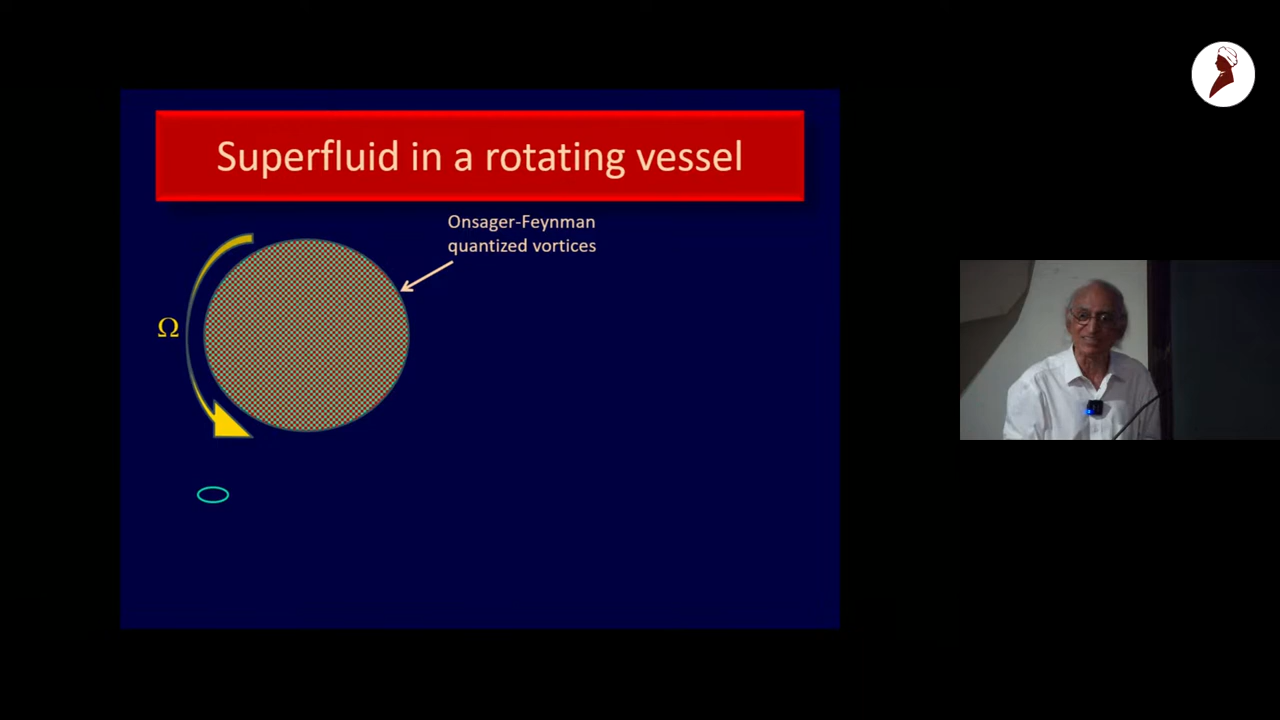 Superfluid in a rotating vessel
Onsager-Feynman
quantized vortices
Ω